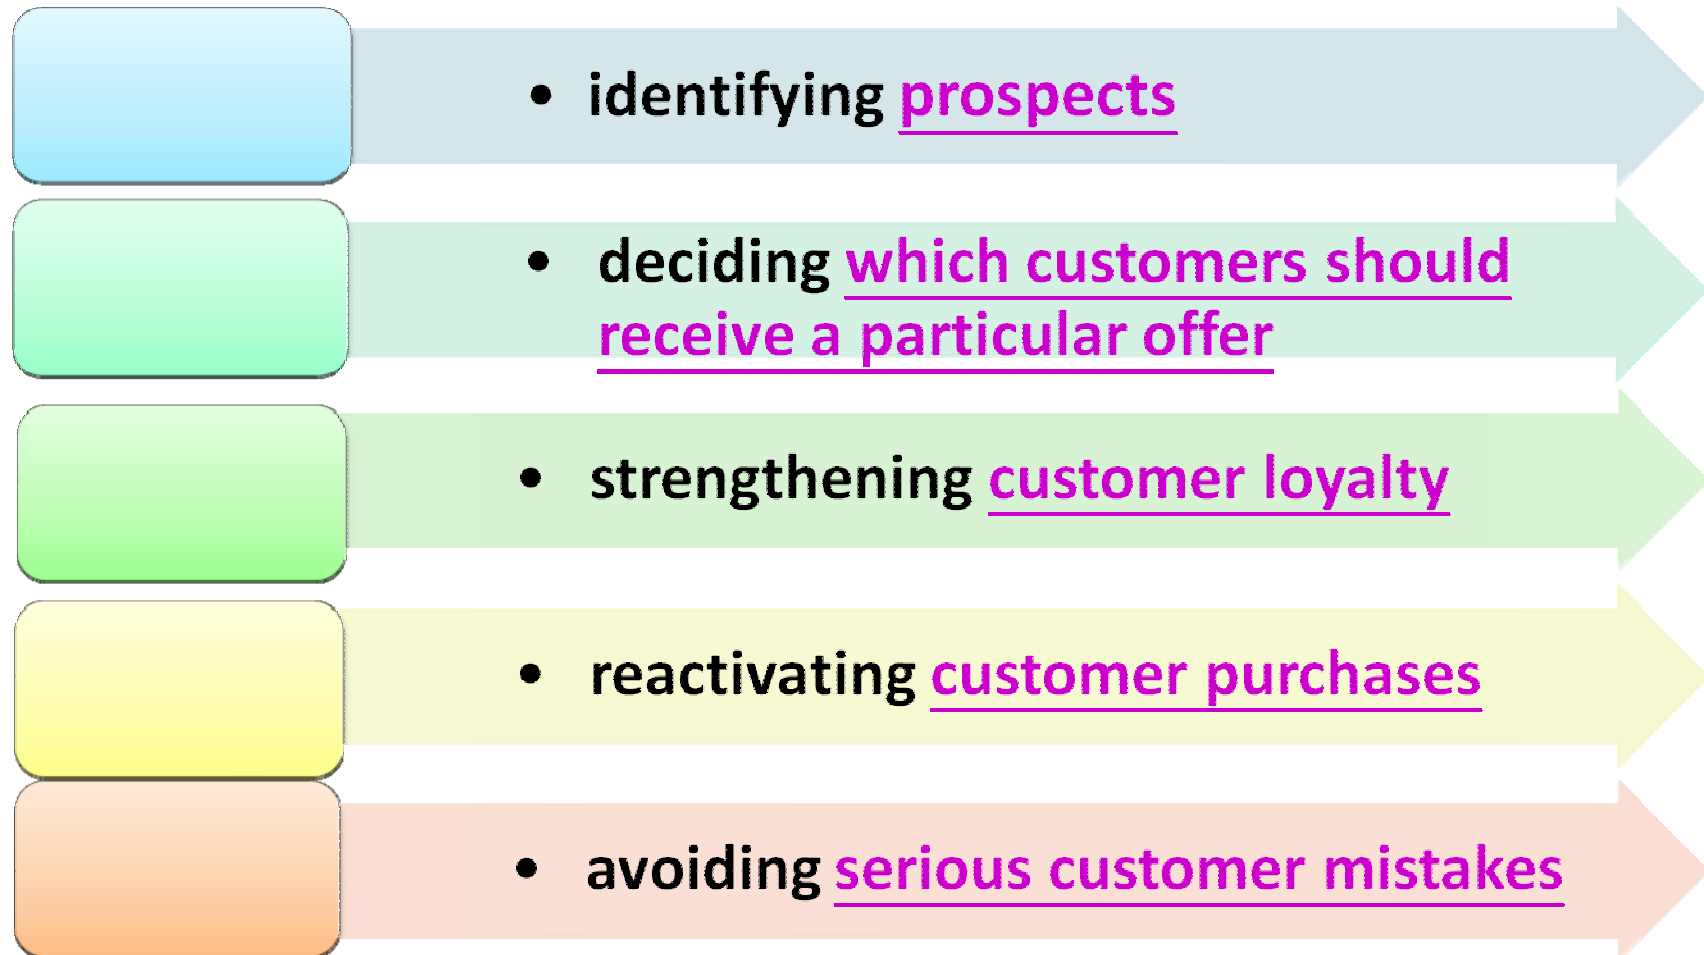 • identifying prospects
• deciding which customers should
receive a particular offer
• strengthening customer loyalty
• reactivating customer purchases
• avoiding serious customer mistakes